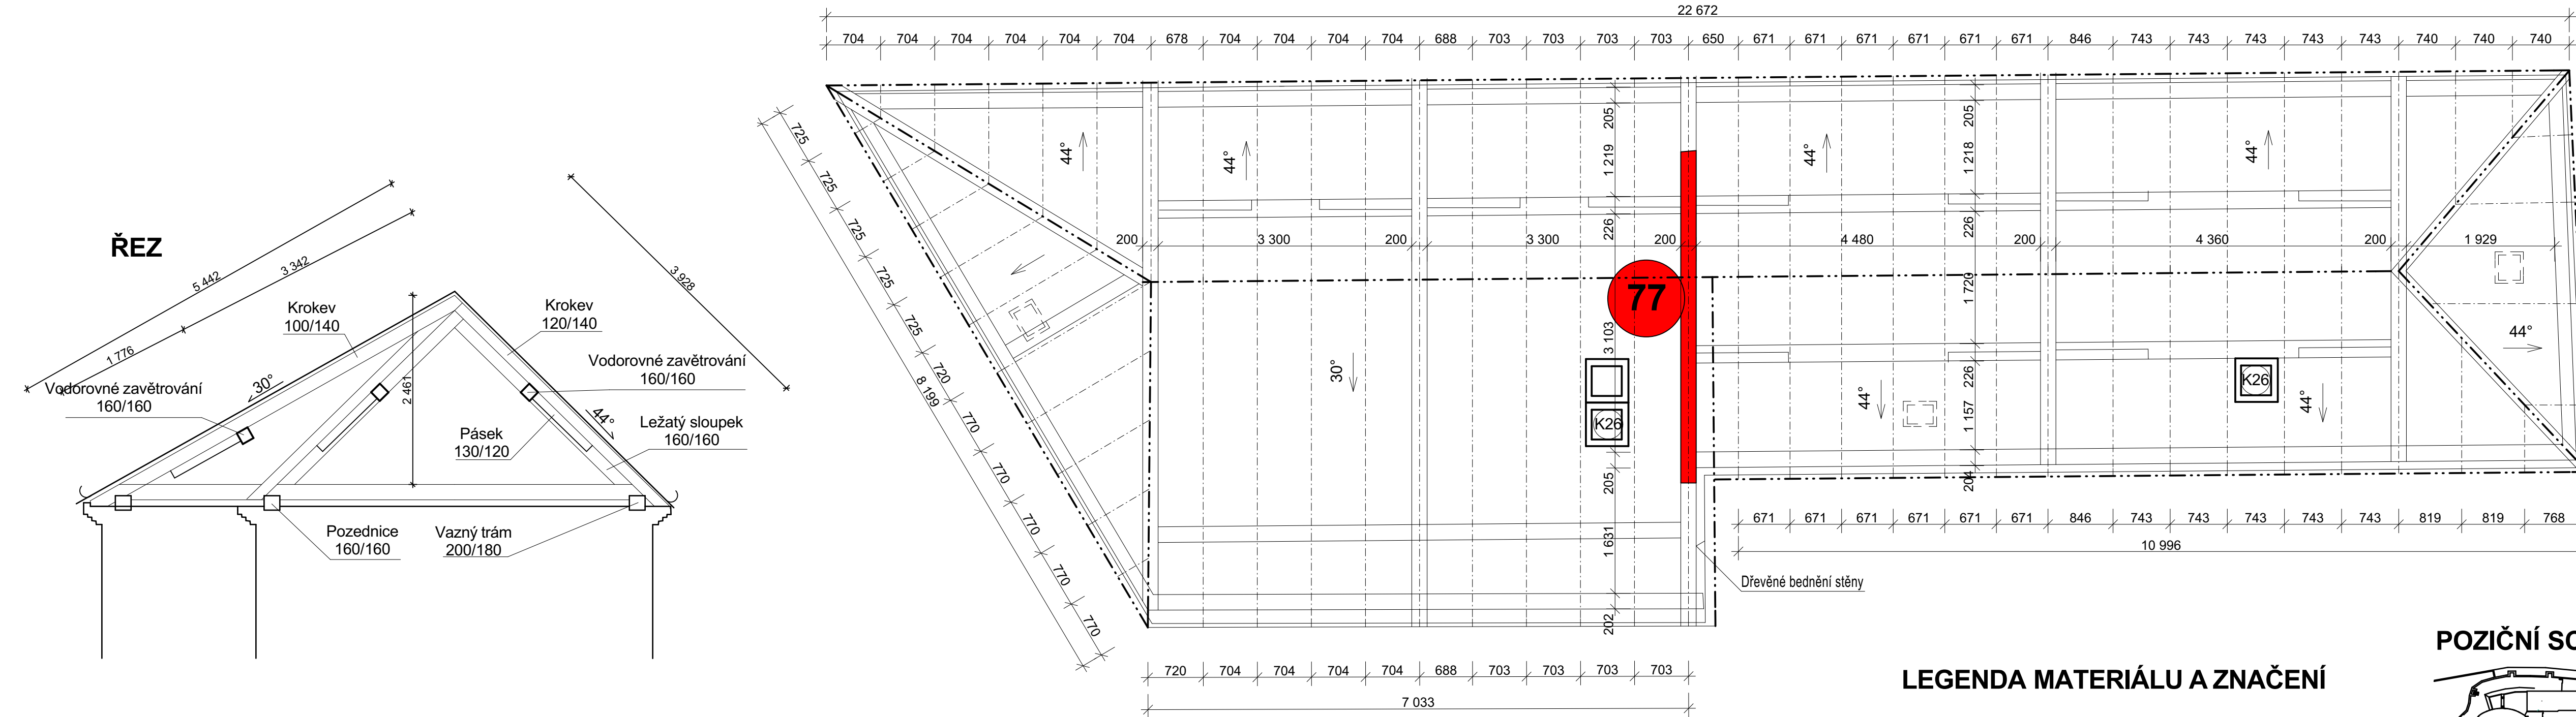 22 672
704 704 704 704 704 704 678 704 704 704 704 688 703 703 703 703 650 671 671 671 671 671 671 846 743 743 743 743 743 740 740 740
ŘEZ
5 442
3 342
1 776
3 928
Krokev
100/140
Krokev
120/140
Vodorovné zavětrování
160/160
Vodorovné zavětrování
160/160
30°
2 461
44°
Pásek
130/120
Ležatý sloupek
160/160
Pozednice
160/160
Vazný trám
200/180
725
725
725
725
725
720
770
770
770
770
770
8 199
44°
44°
44°
44°
205
1 219
226
205
1 218
226
200 3 300 200 3 300 200 4 480 200 4 360 200 1 929
77
1 720
3 103
30°
44°
44°
44°
K26
K26
226
1 157
204
205
1 631
202
671 671 671 671 671 671 846 743 743 743 743 743 819 819 768
10 996
Dřevěné bednění stěny
720 704 704 704 704 688 703 703 703 703
7 033
LEGENDA MATERIÁLU A ZNAČENÍ
POZIČNÍ SC